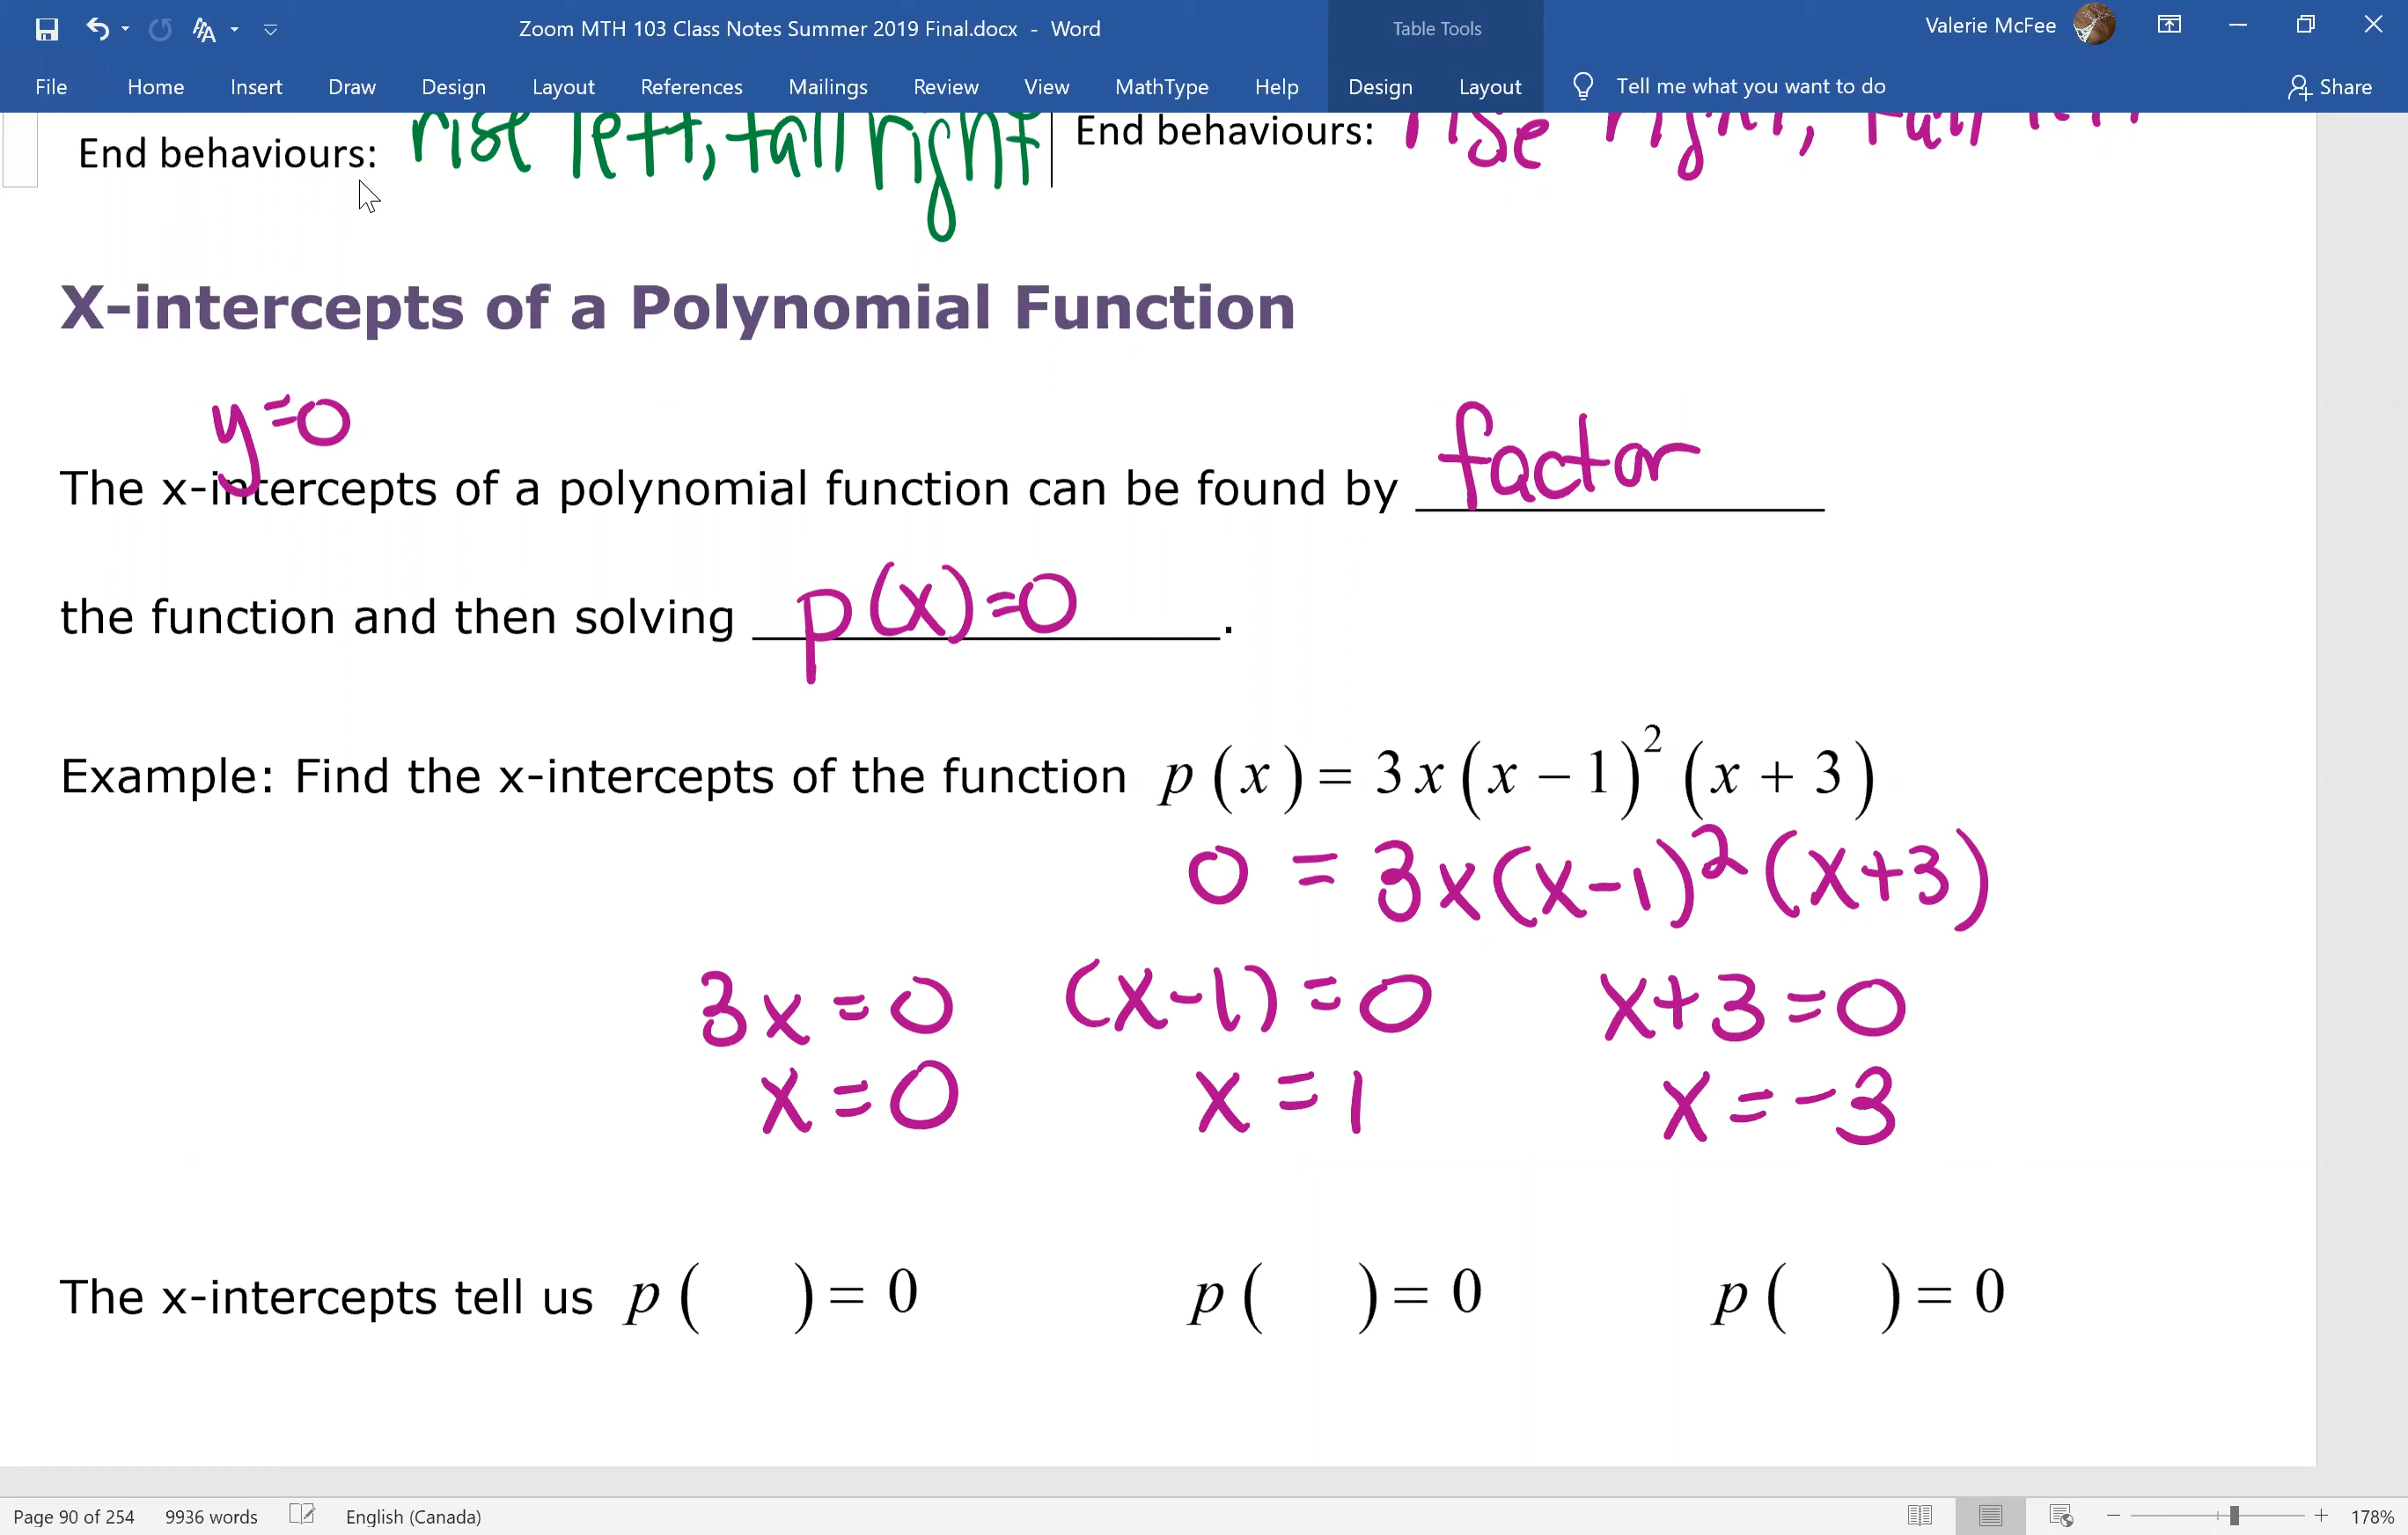 Zoom MTH 103 Class Notes Summer 2019 Final.docx - Word
Table Tools
Valerie McFee
File Home Insert Draw Design Layout References Mailings Review View MathType Help Design Layout Tell me what you want to do Share
End behaviours: rise left, fall right End behaviours: rise right, fall left
X-intercepts of a Polynomial Function
y=0
The x-intercepts of a polynomial function can be found by factor
the function and then solving p(x)=0.
Example: Find the x-intercepts of the function p(x) = 3x(x − 1)² (x + 3)
0 = 3x(x-1)² (x+3)
3x=0 (x-1)=0 x+3=0
x=0 x=1 x=-3
The x-intercepts tell us p( ) = 0 p( ) = 0 p( ) = 0
Page 90 of 254 9936 words English (Canada) 178%